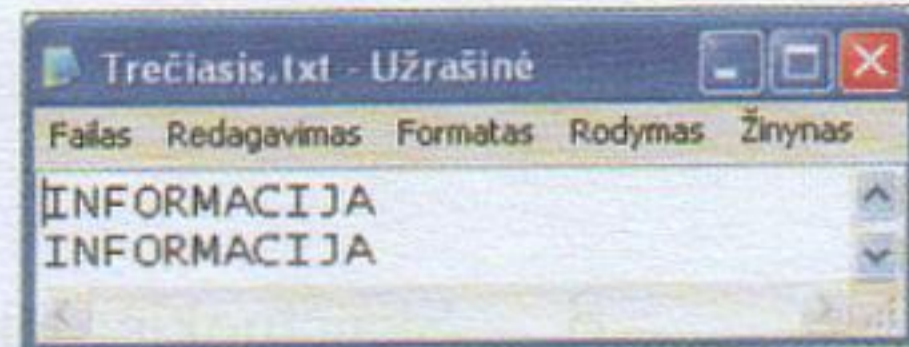 Trečiasis.txt - Užrašinė
Failas Redagavimas Formatas Rodymas Žinynas
INFORMACIJA
INFORMACIJA